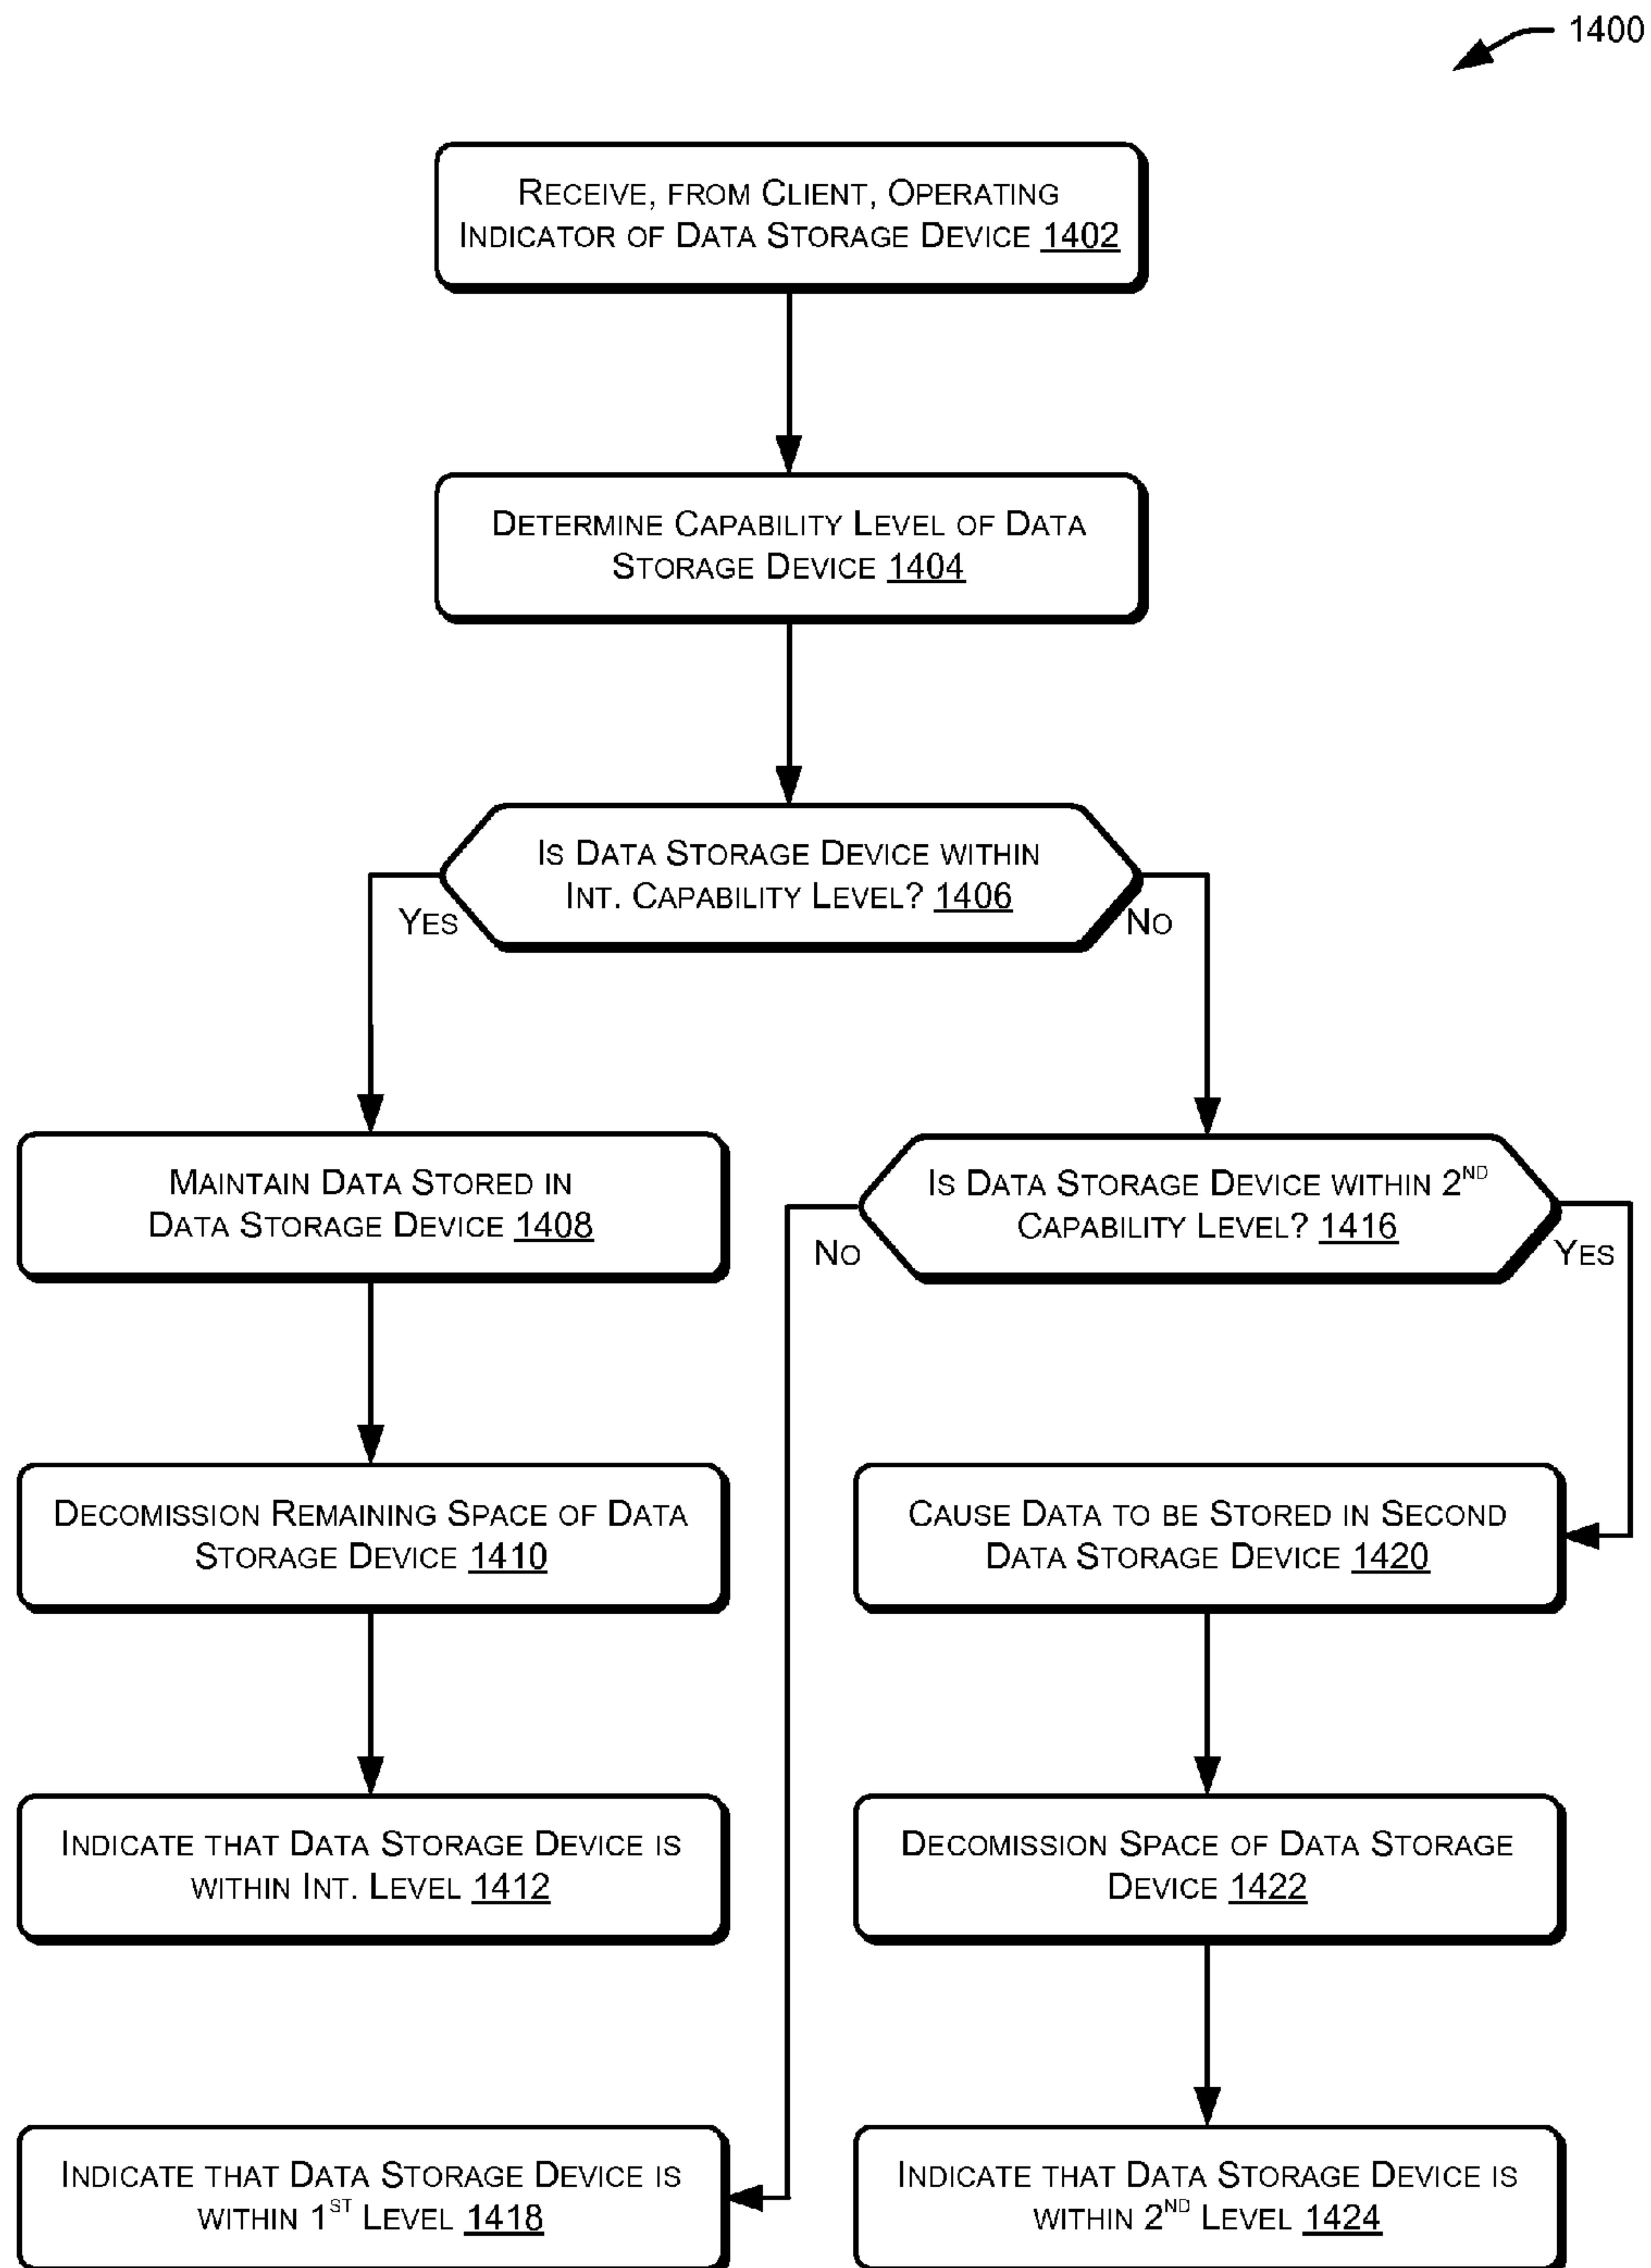 1400
RECEIVE, FROM CLIENT, OPERATING
INDICATOR OF DATA STORAGE DEVICE 1402
DETERMINE CAPABILITY LEVEL OF DATA
STORAGE DEVICE 1404
IS DATA STORAGE DEVICE WITHIN
INT. CAPABILITY LEVEL? 1406
YES
NO
MAINTAIN DATA STORED IN
DATA STORAGE DEVICE 1408
IS DATA STORAGE DEVICE WITHIN 2ND
CAPABILITY LEVEL? 1416
NO
YES
DECOMISSION REMAINING SPACE OF DATA
STORAGE DEVICE 1410
CAUSE DATA TO BE STORED IN SECOND
DATA STORAGE DEVICE 1420
INDICATE THAT DATA STORAGE DEVICE IS
WITHIN INT. LEVEL 1412
DECOMISSION SPACE OF DATA STORAGE
DEVICE 1422
INDICATE THAT DATA STORAGE DEVICE IS
WITHIN 1ST LEVEL 1418
INDICATE THAT DATA STORAGE DEVICE IS
WITHIN 2ND LEVEL 1424